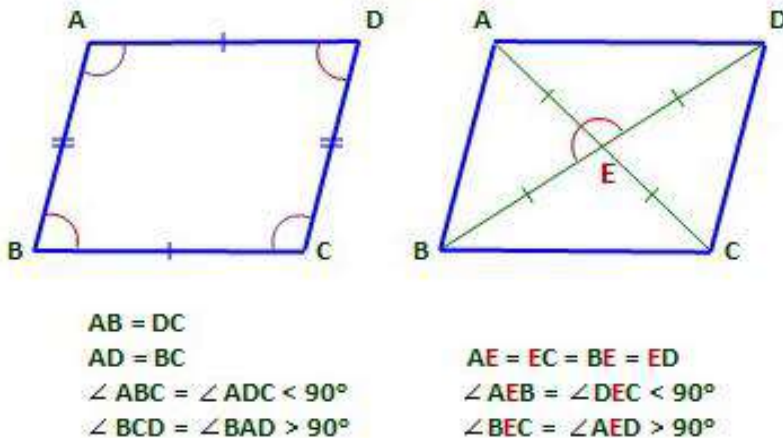 A D
B C
AB = DC
AD = BC
∠ ABC = ∠ ADC < 90°
∠ BCD = ∠BAD > 90°
A D
E
B C
AE = EC = BE = ED
∠ AEB = ∠DEC < 90°
∠BEC = ∠AED > 90°